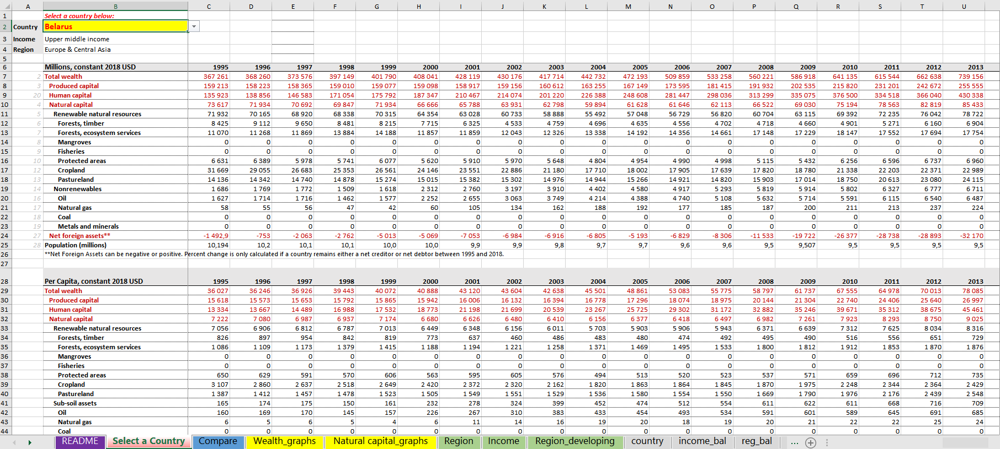 A B C D E F G H I J K L M N O P Q R S T U
1 Select a country below:
2 Country Belarus
3 Income Upper middle income
4 Region Europe & Central Asia
5
6 Millions, constant 2018 USD 1995 1996 1997 1998 1999 2000 2001 2002 2003 2004 2005 2006 2007 2008 2009 2010 2011 2012 2013
7 2 Total wealth 367 261 368 260 373 576 397 149 401 790 408 041 428 119 430 176 417 714 442 732 472 193 509 859 533 258 560 221 586 918 641 135 615 544 662 638 739 156
8 3 Produced capital 159 213 158 223 158 365 159 010 159 077 159 098 158 917 159 156 160 612 163 255 167 149 173 595 181 415 191 932 202 535 215 820 231 201 242 672 255 555
9 20 Human capital 135 923 138 856 146 583 171 054 175 792 187 347 210 467 214 074 201 220 226 388 248 608 281 447 298 036 313 299 335 075 376 500 334 518 366 040 430 338
10 4 Natural capital 73 617 71 934 70 692 69 847 71 934 66 666 65 788 63 931 62 798 59 894 61 628 61 646 62 113 66 522 69 030 75 194 78 563 82 819 85 433
11 5 Renewable natural resources 71 932 70 165 68 920 68 338 70 315 64 354 63 028 60 733 58 888 55 492 57 048 56 729 56 820 60 704 63 115 69 392 72 235 76 042 78 722
12 6 Forests, timber 8 425 9 112 9 650 8 481 8 215 7 715 6 325 4 533 4 759 4 696 4 635 4 556 4 702 4 718 4 660 4 901 5 271 6 160 6 904
13 7 Forests, ecosystem services 11 070 11 268 11 869 13 884 14 188 11 857 11 859 12 043 12 326 13 338 14 192 14 356 14 661 17 148 17 229 18 147 17 552 17 694 17 754
14 8 Mangroves 0 0 0 0 0 0 0 0 0 0 0 0 0 0 0 0 0 0 0
15 9 Fisheries 0 0 0 0 0 0 0 0 0 0 0 0 0 0 0 0 0 0 0
16 10 Protected areas 6 631 6 389 5 978 5 741 6 077 5 620 5 910 5 970 5 648 4 804 4 954 4 990 4 998 5 115 5 432 6 256 6 596 6 737 6 960
17 12 Cropland 31 669 29 055 26 683 25 353 26 561 24 146 23 551 22 886 21 180 17 710 18 002 17 905 17 639 17 820 18 780 21 338 22 203 22 371 22 989
18 13 Pastureland 14 136 14 342 14 740 14 878 15 274 15 015 15 382 15 302 14 976 14 944 15 266 14 921 14 820 15 903 17 014 18 750 20 613 23 080 24 115
19 14 Nonrenewables 1 686 1 769 1 772 1 509 1 618 2 312 2 760 3 197 3 910 4 402 4 580 4 917 5 293 5 819 5 914 5 802 6 327 6 777 6 711
20 16 Oil 1 627 1 714 1 716 1 462 1 577 2 252 2 655 3 063 3 749 4 214 4 388 4 740 5 108 5 632 5 714 5 591 6 115 6 540 6 487
21 17 Natural gas 58 55 56 47 42 60 105 134 162 188 192 177 185 187 200 211 213 237 224
22 18 Coal 0 0 0 0 0 0 0 0 0 0 0 0 0 0 0 0 0 0 0
23 19 Metals and minerals 0 0 0 0 0 0 0 0 0 0 0 0 0 0 0 0 0 0 0
24 27 Net foreign assets** -1 492,9 -753 -2 063 -2 762 -5 013 -5 069 -7 053 -6 984 -6 916 -6 805 -5 193 -6 829 -8 306 -11 533 -19 722 -26 377 -28 738 -28 893 -32 170
25 28 Population (millions) 10,194 10,2 10,1 10,1 10,0 10,0 9,9 9,9 9,8 9,7 9,7 9,6 9,6 9,5 9,507 9,5 9,5 9,5 9,5
26 **Net Foreign Assets can be negative or positive. Percent change is only calculated if a country remains either a net creditor or net debtor between 1995 and 2018.
27
28 Per Capita, constant 2018 USD 1995 1996 1997 1998 1999 2000 2001 2002 2003 2004 2005 2006 2007 2008 2009 2010 2011 2012 2013
29 Total wealth 36 027 36 246 36 926 39 443 40 072 40 888 43 120 43 604 42 638 45 501 48 861 53 083 55 775 58 797 61 737 67 555 64 978 70 013 78 085
30 Produced capital 15 618 15 573 15 653 15 792 15 865 15 942 16 006 16 132 16 394 16 778 17 296 18 074 18 975 20 144 21 304 22 740 24 406 25 640 26 997
31 Human capital 13 334 13 667 14 489 16 988 17 532 18 773 21 198 21 699 20 539 23 267 25 725 29 302 31 172 32 882 35 246 39 671 35 312 38 675 45 461
32 Natural capital 7 222 7 080 6 987 6 937 7 174 6 680 6 626 6 480 6 410 6 156 6 377 6 418 6 497 6 982 7 261 7 923 8 293 8 750 9 025
33 Renewable natural resources 7 056 6 906 6 812 6 787 7 013 6 449 6 348 6 156 6 011 5 703 5 903 5 906 5 943 6 371 6 639 7 312 7 625 8 034 8 316
34 Forests, timber 826 897 954 842 819 773 637 460 486 483 480 474 492 495 490 516 556 651 729
35 Forests, ecosystem services 1 086 1 109 1 173 1 379 1 415 1 188 1 194 1 221 1 258 1 371 1 469 1 495 1 533 1 800 1 812 1 912 1 853 1 870 1 876
36 Mangroves 0 0 0 0 0 0 0 0 0 0 0 0 0 0 0 0 0 0 0
37 Fisheries 0 0 0 0 0 0 0 0 0 0 0 0 0 0 0 0 0 0 0
38 Protected areas 650 629 591 570 606 563 595 605 576 494 513 520 523 537 571 659 696 712 735
39 Cropland 3 107 2 860 2 637 2 518 2 649 2 420 2 372 2 320 2 162 1 820 1 863 1 864 1 845 1 870 1 975 2 248 2 344 2 364 2 429
40 Pastureland 1 387 1 412 1 457 1 478 1 523 1 505 1 549 1 551 1 529 1 536 1 580 1 554 1 550 1 669 1 790 1 976 2 176 2 439 2 548
41 Sub-soil assets 165 174 175 150 161 232 278 324 399 452 474 512 554 611 622 611 668 716 709
42 Oil 160 169 170 145 157 226 267 310 383 433 454 493 534 591 601 589 645 691 685
43 Natural gas 6 5 6 5 4 6 11 14 16 19 20 18 19 20 21 22 22 25 24
44 Coal 0 0 0 0 0 0 0 0 0 0 0 0 0 0 0 0 0 0 0
README Select a Country Compare Wealth_graphs Natural capital_graphs Region Income Region_developing country income_bal reg_bal ...